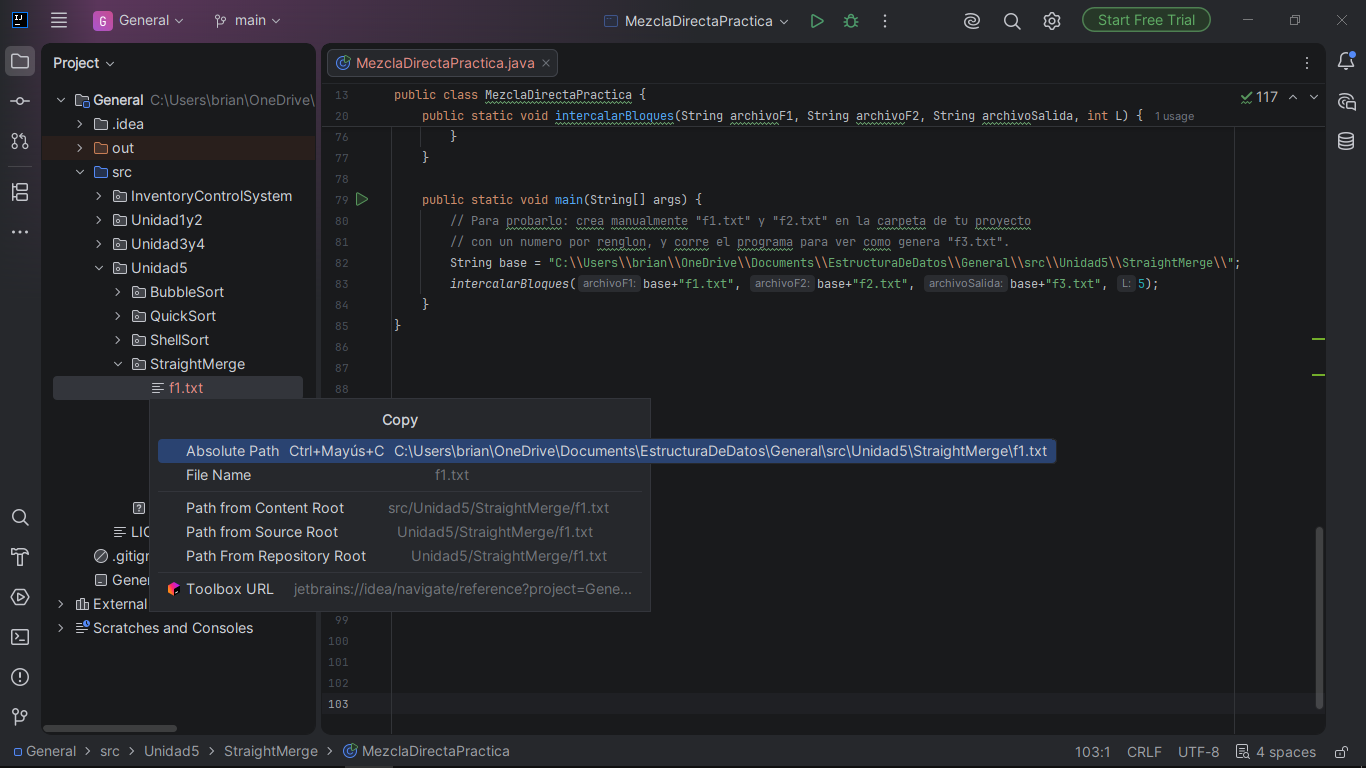 G General main MezclaDirectaPractica Start Free Trial
Project
General C:\Users\brian\OneDrive\
.idea
out
src
InventoryControlSystem
Unidad1y2
Unidad3y4
Unidad5
BubbleSort
QuickSort
ShellSort
StraightMerge
f1.txt
LIC
.gitigr
Gener
External
Scratches and Consoles
MezclaDirectaPractica.java
117
13 public class MezclaDirectaPractica {
20 public static void intercalarBloques(String archivoF1, String archivoF2, String archivoSalida, int L) { 1 usage
76 }
77 }
78
79 public static void main(String[] args) {
80 // Para probarlo: crea manualmente "f1.txt" y "f2.txt" en la carpeta de tu proyecto
81 // con un numero por renglon, y corre el programa para ver como genera "f3.txt".
82 String base = "C:\\Users\\brian\\OneDrive\\Documents\\EstructuraDeDatos\\General\\src\\Unidad5\\StraightMerge\\";
83 intercalarBloques( archivoF1: base+"f1.txt", archivoF2: base+"f2.txt", archivoSalida: base+"f3.txt", L: 5);
84 }
85 }
86
87
88
Copy
Absolute Path Ctrl+Mayús+C C:\Users\brian\OneDrive\Documents\EstructuraDeDatos\General\src\Unidad5\StraightMerge\f1.txt
File Name f1.txt
Path from Content Root src/Unidad5/StraightMerge/f1.txt
Path from Source Root Unidad5/StraightMerge/f1.txt
Path From Repository Root Unidad5/StraightMerge/f1.txt
Toolbox URL jetbrains://idea/navigate/reference?project=Gene...
99
100
101
102
103
General > src > Unidad5 > StraightMerge > MezclaDirectaPractica
103:1 CRLF UTF-8 4 spaces